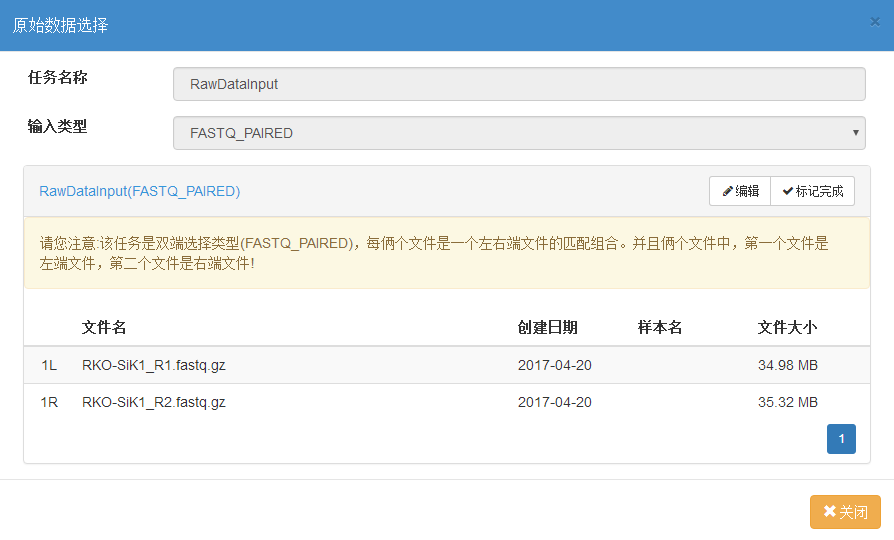 原始数据选择
×
任务名称
RawDataInput
输入类型
FASTQ_PAIRED
RawDataInput(FASTQ_PAIRED)
编辑
标记完成
请您注意:该任务是双端选择类型(FASTQ_PAIRED)，每俩个文件是一个左右端文件的匹配组合。并且俩个文件中，第一个文件是
左端文件，第二个文件是右端文件！
文件名 创建日期 样本名 文件大小
1L RKO-SiK1_R1.fastq.gz 2017-04-20 34.98 MB
1R RKO-SiK1_R2.fastq.gz 2017-04-20 35.32 MB
1
关闭